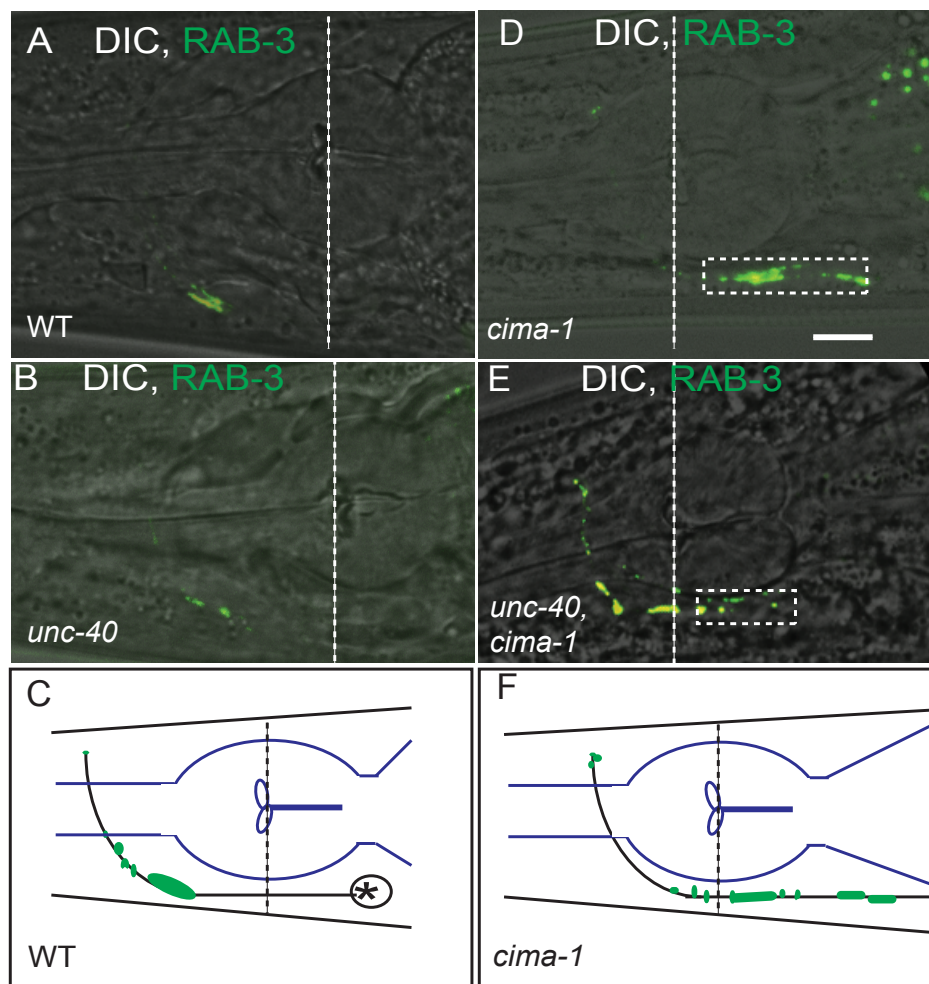 A DIC, RAB-3
WT
B DIC, RAB-3
unc-40
C
WT
D DIC, RAB-3
cima-1
E DIC, RAB-3
unc-40,
cima-1
F
cima-1